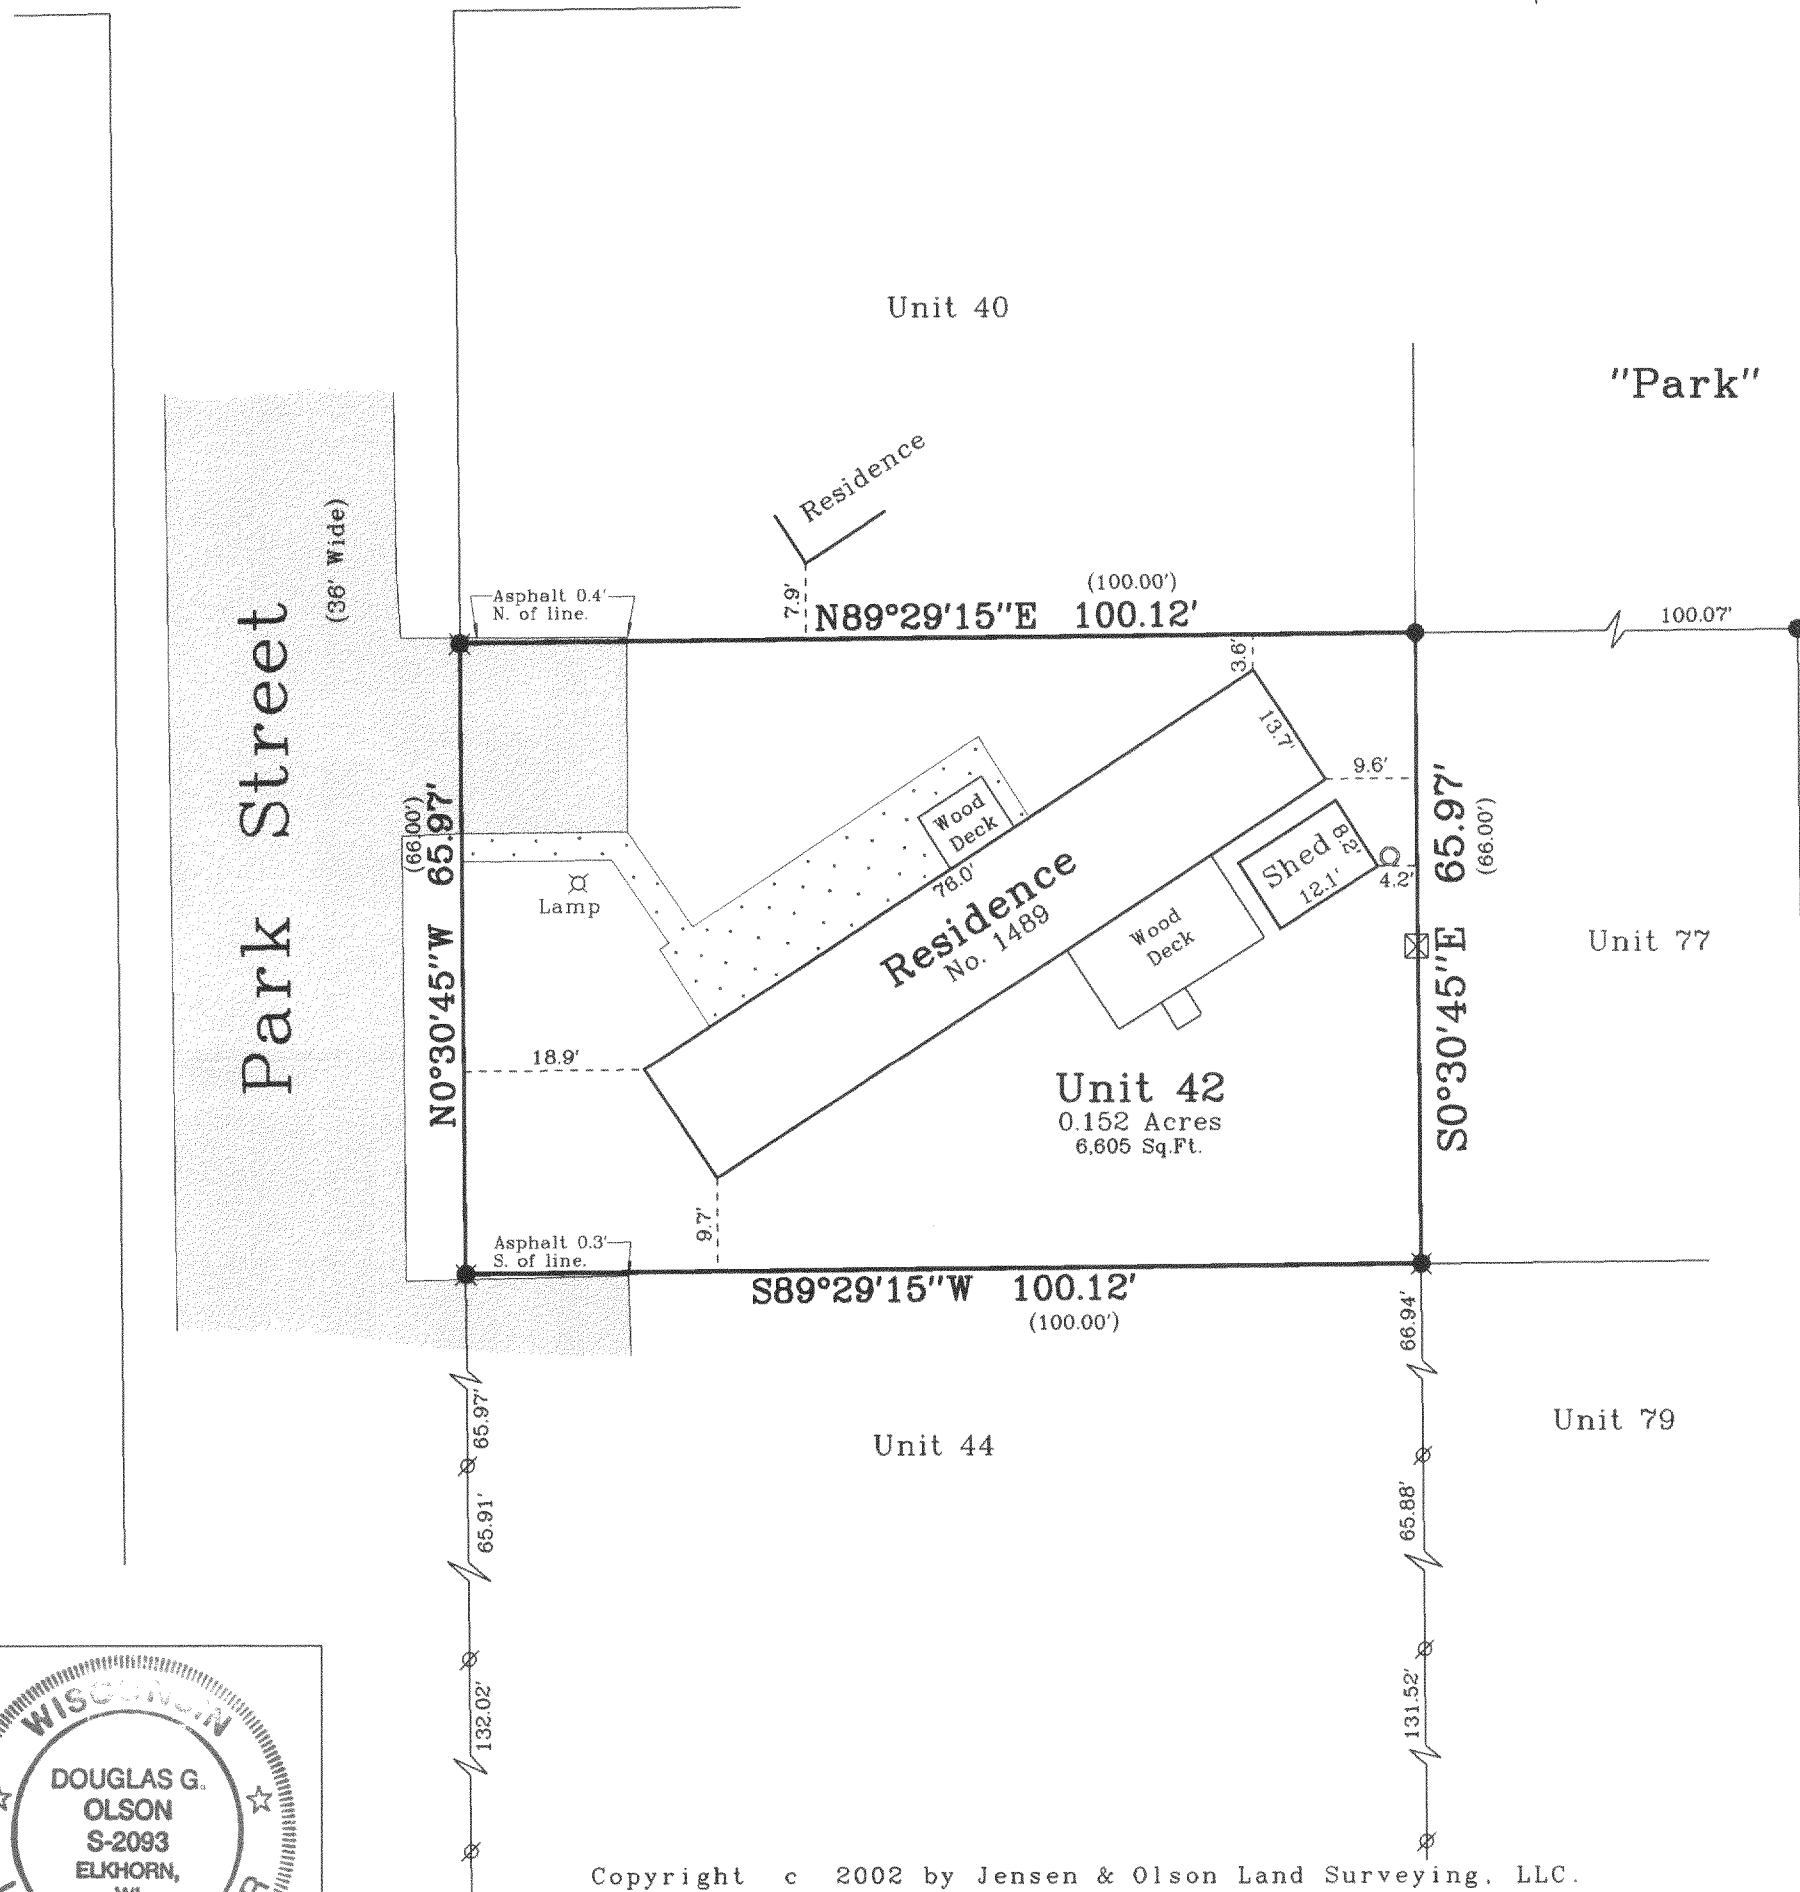 Unit 40
"Park"
Residence
(36' Wide)
Park Street
Asphalt 0.4'
N. of line.
7.9'
(100.00')
N89°29'15"E 100.12'
100.07'
3.6'
13.7'
9.6'
Wood
Deck
76.0'
Residence
No. 1489
Shed
8.2'
12.1'
4.2'
Wood
Deck
Lamp
(66.00')
N0°30'45"W 65.97'
S0°30'45"E 65.97'
(66.00')
Unit 77
18.9'
Unit 42
0.152 Acres
6,605 Sq.Ft.
9.7'
Asphalt 0.3'
S. of line.
S89°29'15"W 100.12'
(100.00')
66.94'
65.97'
Unit 44
Unit 79
65.91'
65.88'
132.02'
131.52'
WISCONSIN
DOUGLAS G.
OLSON
S-2093
ELKHORN,
Copyright c 2002 by Jensen & Olson Land Surveying, LLC.